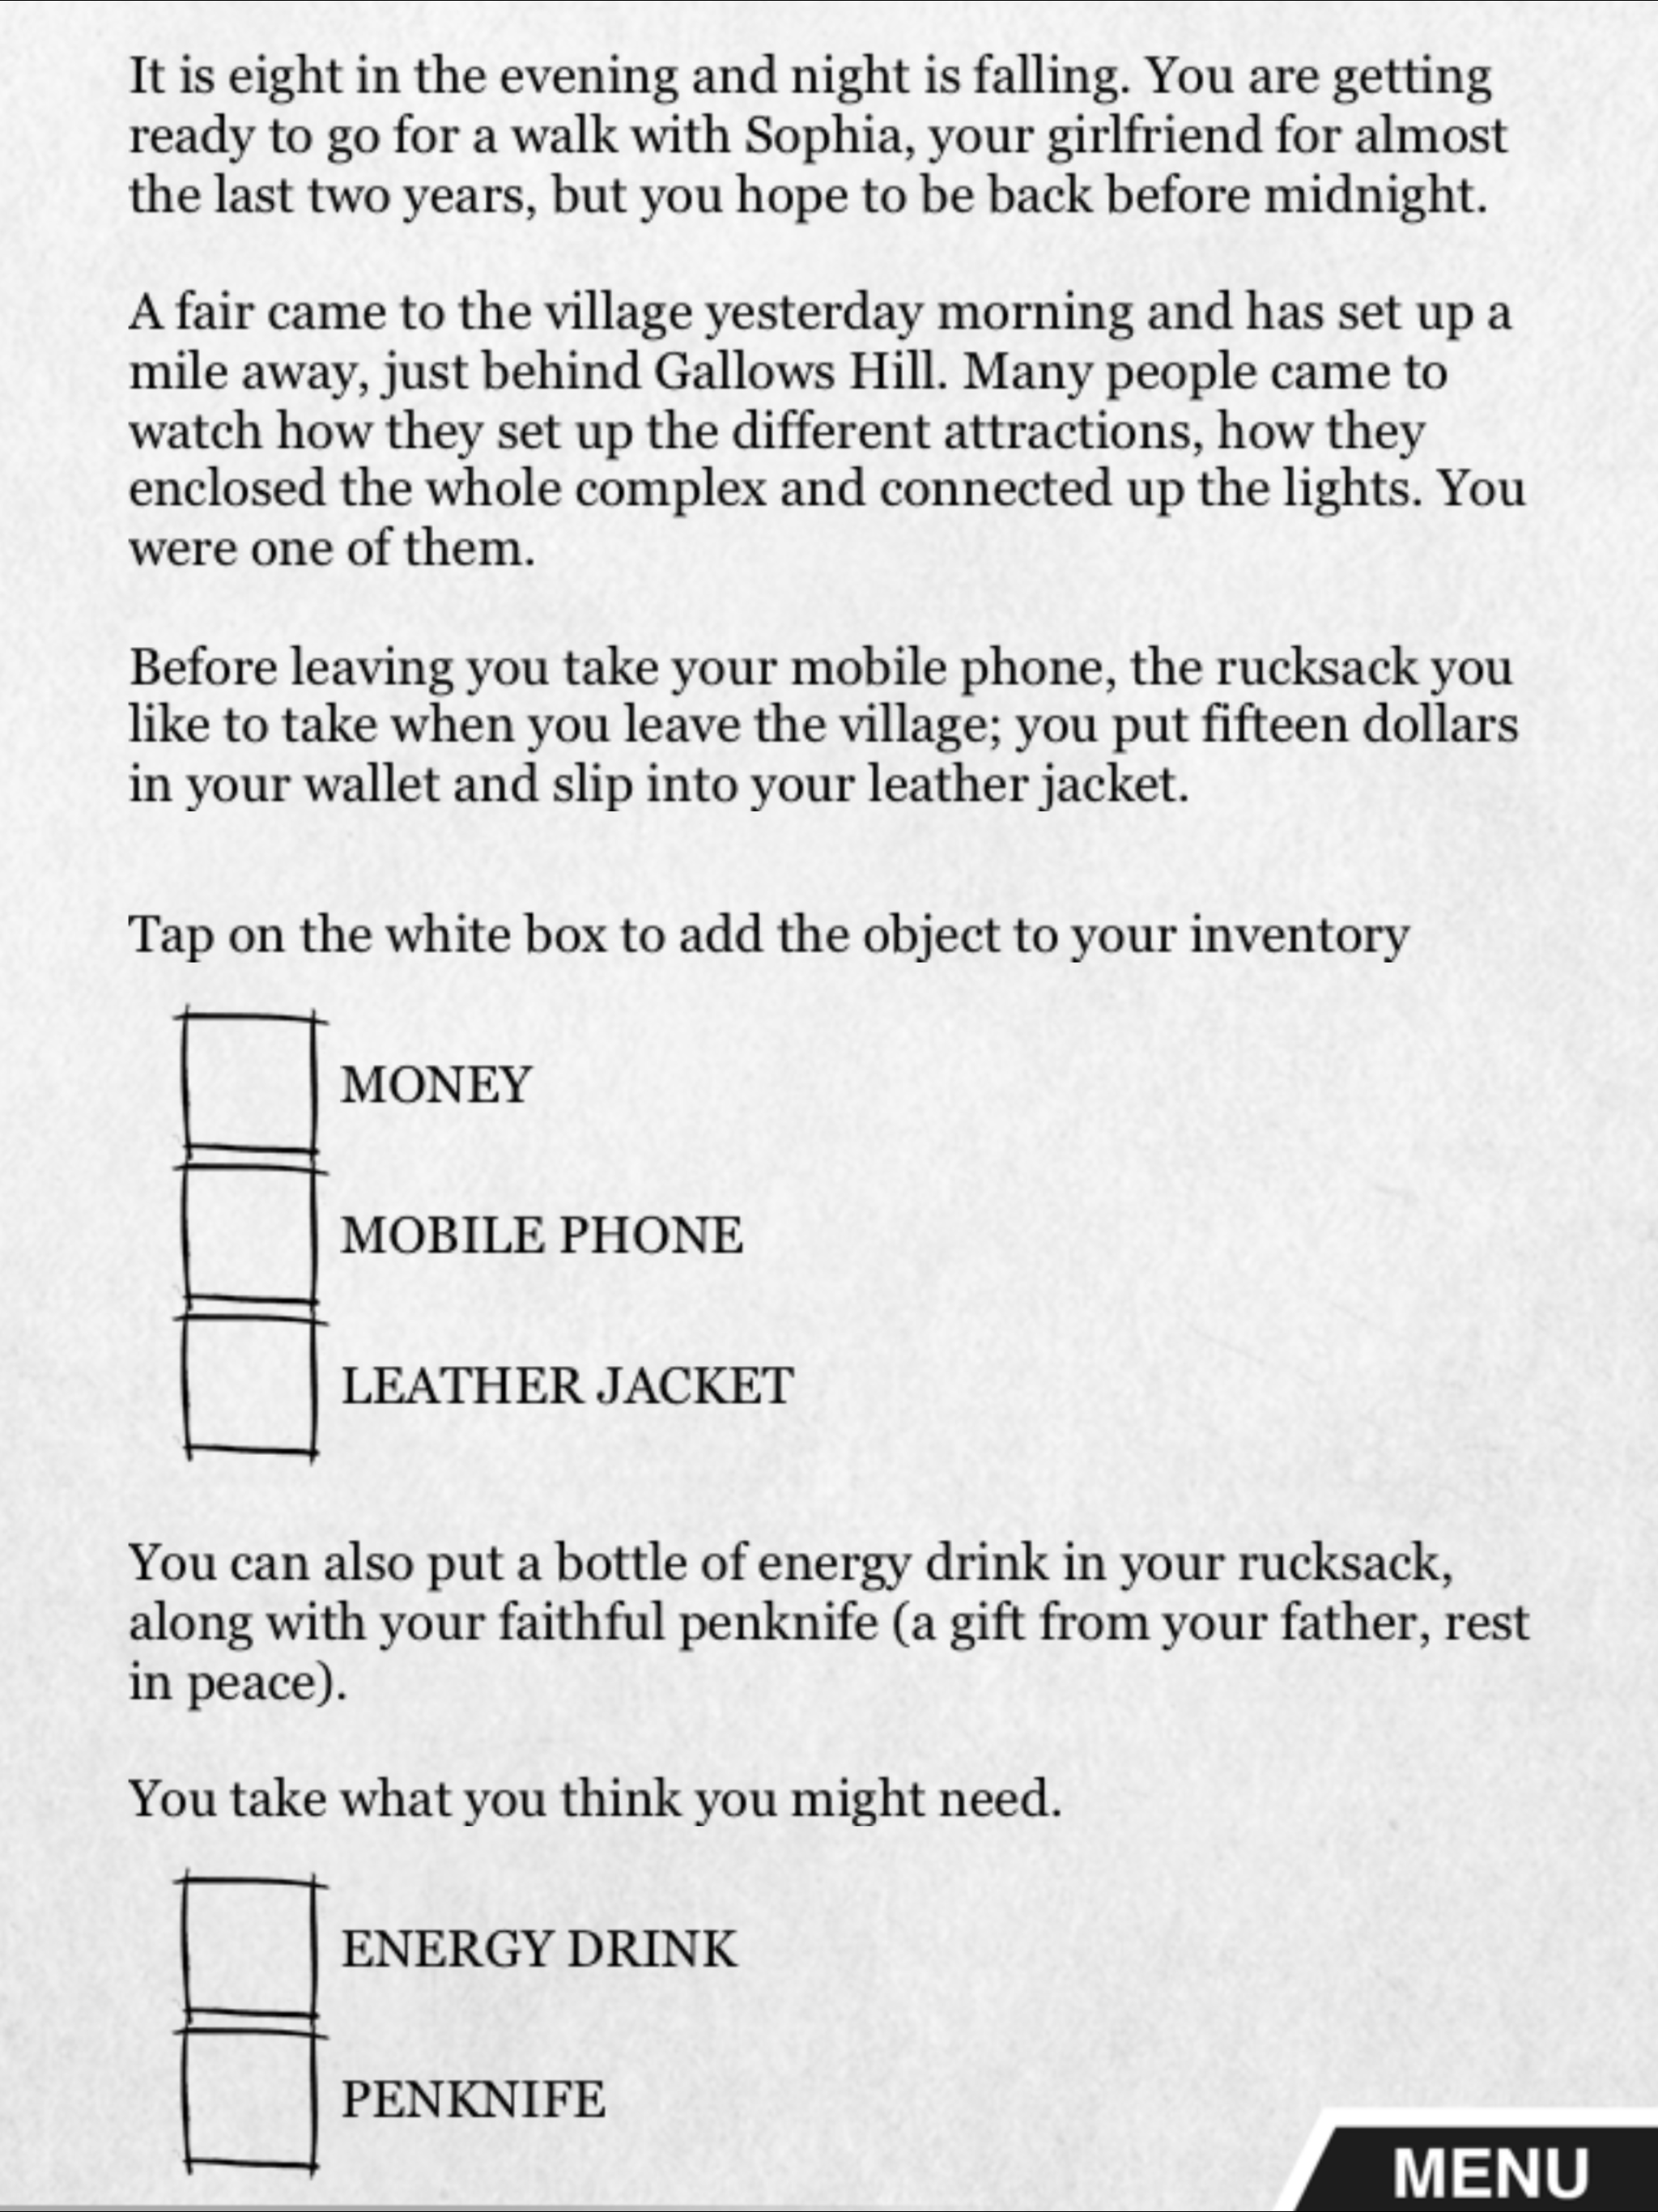 It is eight in the evening and night is falling. You are getting
ready to go for a walk with Sophia, your girlfriend for almost
the last two years, but you hope to be back before midnight.
A fair came to the village yesterday morning and has set up a
mile away, just behind Gallows Hill. Many people came to
watch how they set up the different attractions, how they
enclosed the whole complex and connected up the lights. You
were one of them.
Before leaving you take your mobile phone, the rucksack you
like to take when you leave the village; you put fifteen dollars
in your wallet and slip into your leather jacket.
Tap on the white box to add the object to your inventory
MONEY
MOBILE PHONE
LEATHER JACKET
You can also put a bottle of energy drink in your rucksack,
along with your faithful penknife (a gift from your father, rest
in peace).
You take what you think you might need.
ENERGY DRINK
PENKNIFE
MENU